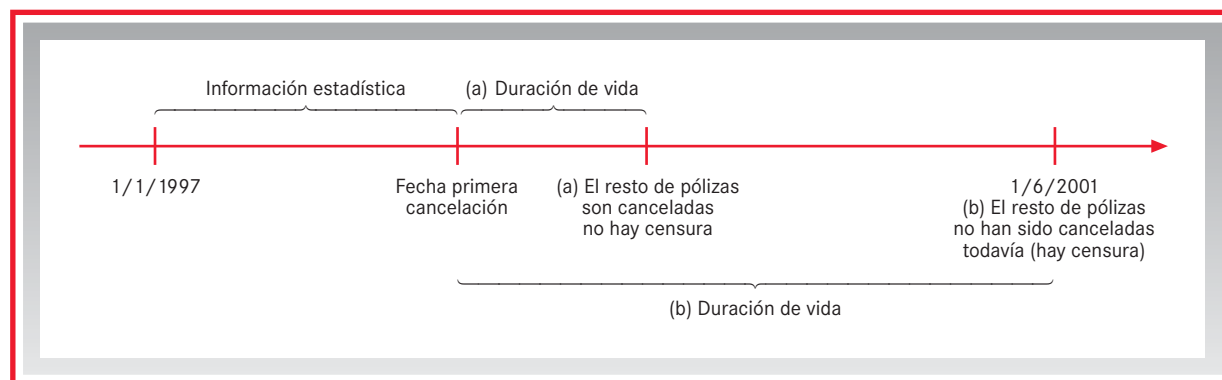 Información estadística
(a) Duración de vida
1/1/1997
Fecha primera
cancelación
(a) El resto de pólizas
son canceladas
no hay censura
1/6/2001
(b) El resto de pólizas
no han sido canceladas
todavía (hay censura)
(b) Duración de vida